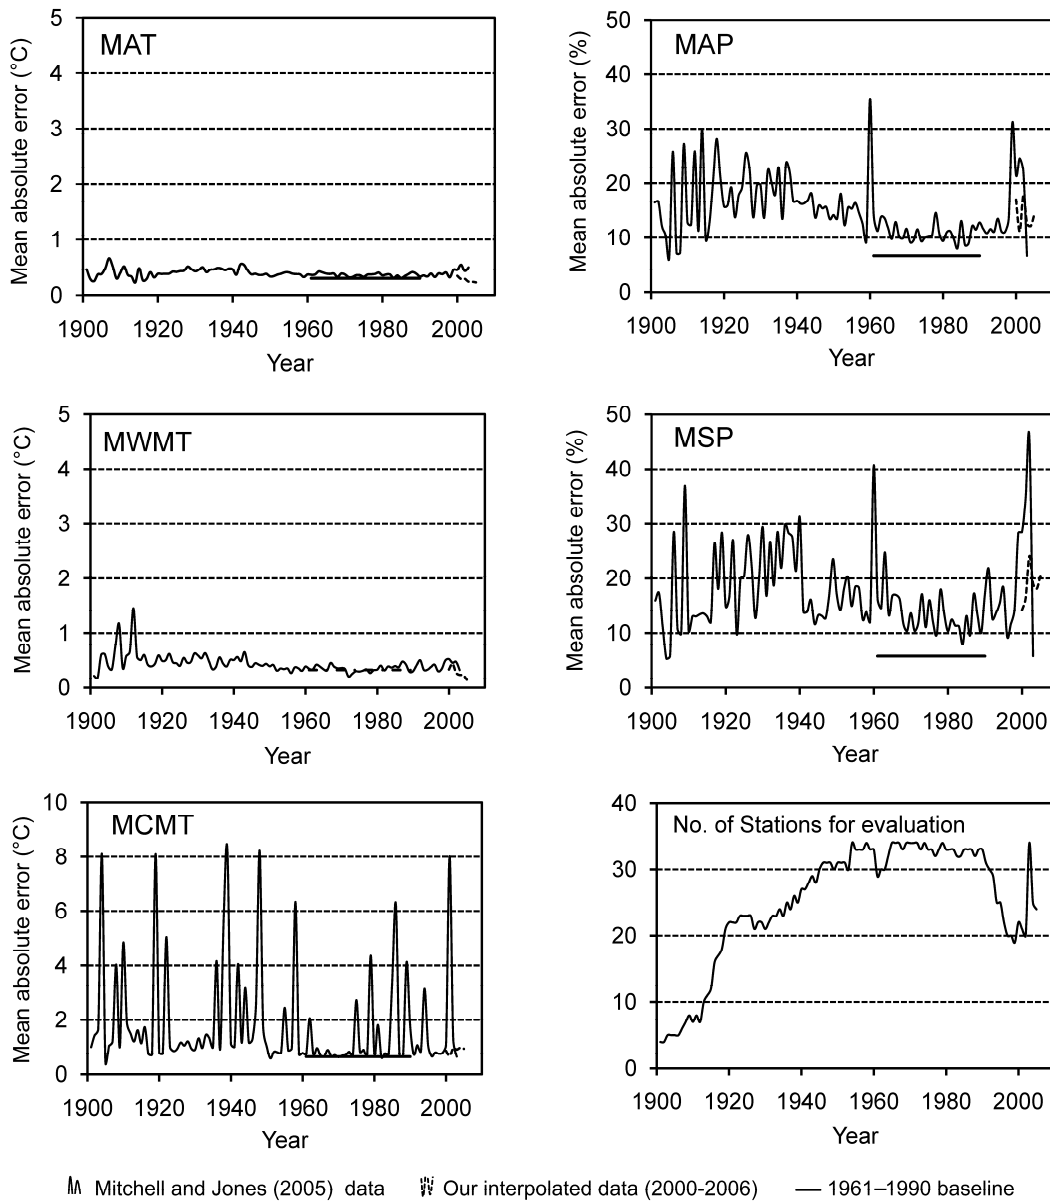 MAT
Mean absolute error (°C)
5
4
3
2
1
0
1900 1920 1940 1960 1980 2000
Year
MAP
Mean absolute error (%)
50
40
30
20
10
0
1900 1920 1940 1960 1980 2000
Year
MWMT
Mean absolute error (°C)
5
4
3
2
1
0
1900 1920 1940 1960 1980 2000
Year
MSP
Mean absolute error (%)
50
40
30
20
10
0
1900 1920 1940 1960 1980 2000
Year
MCMT
Mean absolute error (°C)
10
8
6
4
2
0
1900 1920 1940 1960 1980 2000
Year
No. of Stations for evaluation
40
30
20
10
0
1900 1920 1940 1960 1980 2000
Year
Mitchell and Jones (2005) data Our interpolated data (2000-2006) 1961–1990 baseline